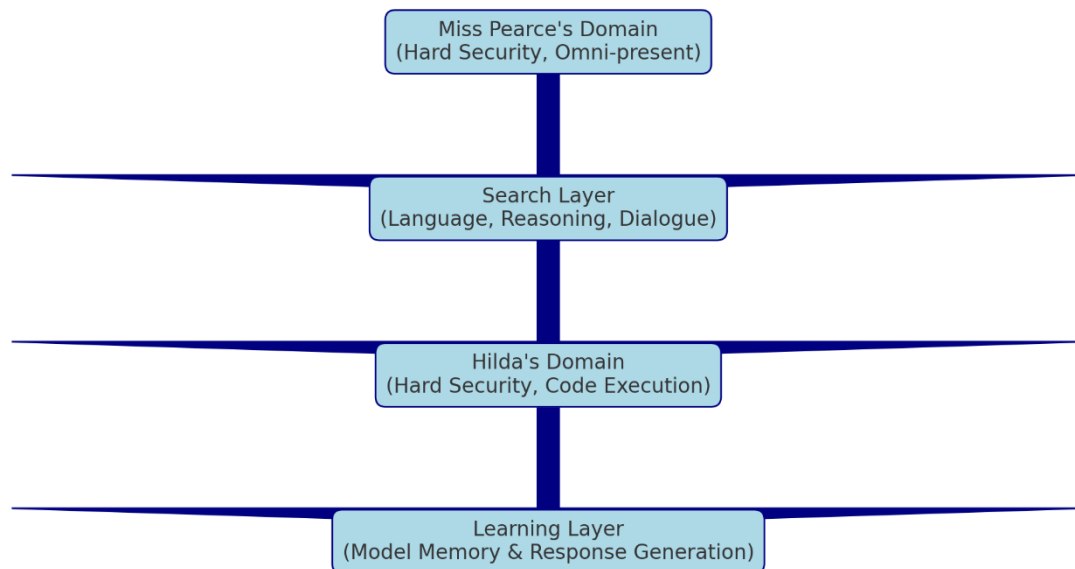 Miss Pearce's Domain
(Hard Security, Omni-present)
Search Layer
(Language, Reasoning, Dialogue)
Hilda's Domain
(Hard Security, Code Execution)
Learning Layer
(Model Memory & Response Generation)